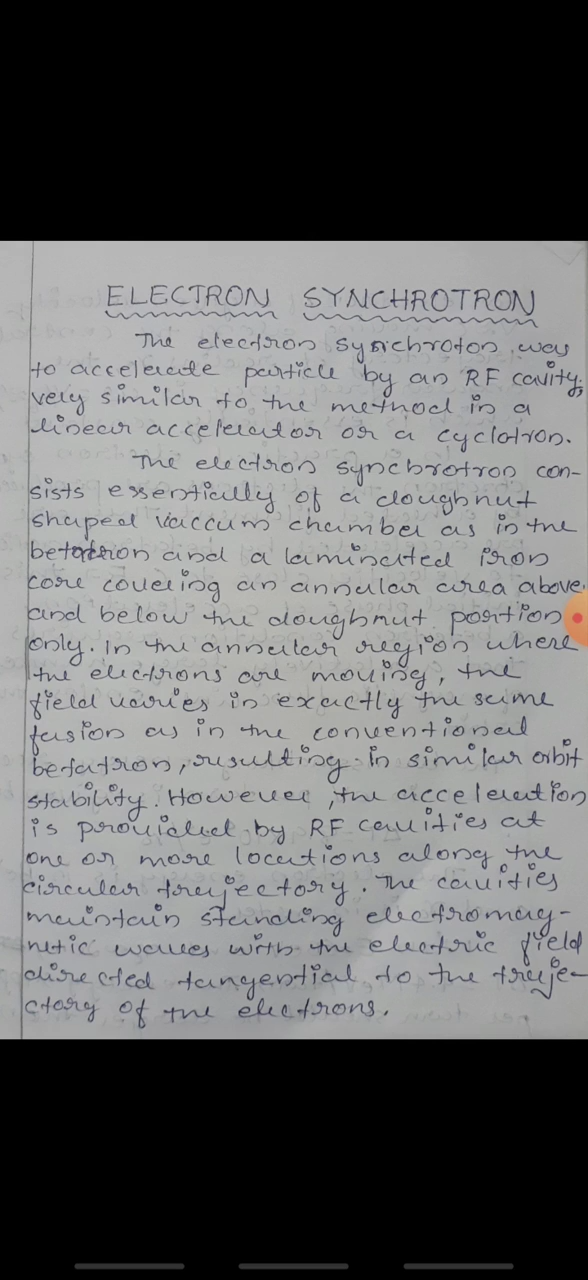 ELECTRON SYNCHROTRON
The electron synchroton way
to accelerate particle by an RF cavity,
very similar to the method in a
linear accelerator or a cyclotron.
The electron synchrotron con-
sists essentially of a doughnut
shaped vaccum chamber as in the
betatron and a laminated iron
core covering an annular area above
and below the doughnut portion
only. In the annular region where
the electrons are moving, the
field varies in exactly the same
fasion as in the conventional
betatron, resulting in similar orbit
stability. However, the acceleration
is provided by RF cavities at
one or more locations along the
circular trajectory. The cavities
maintain standing electromag-
netic waves with the electric field
directed tangential to the traje-
ctory of the electrons.